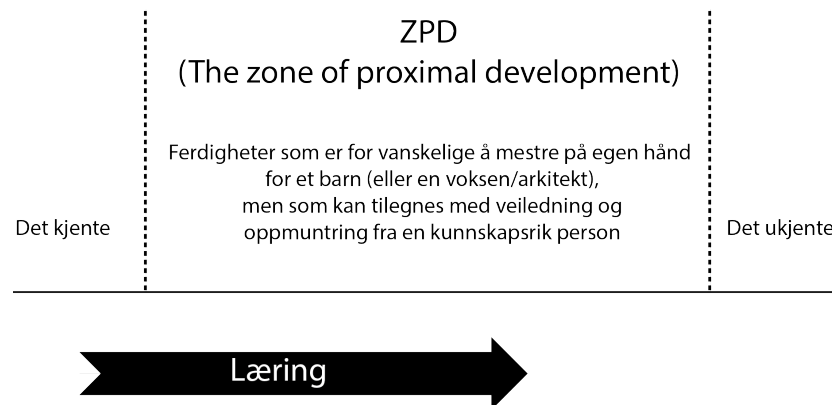 ZPD
(The zone of proximal development)
Ferdigheter som er for vanskelige å mestre på egen hånd
for et barn (eller en voksen/arkitekt),
men som kan tilegnes med veiledning og
oppmuntring fra en kunnskapsrik person
Det kjente
Det ukjente
Læring